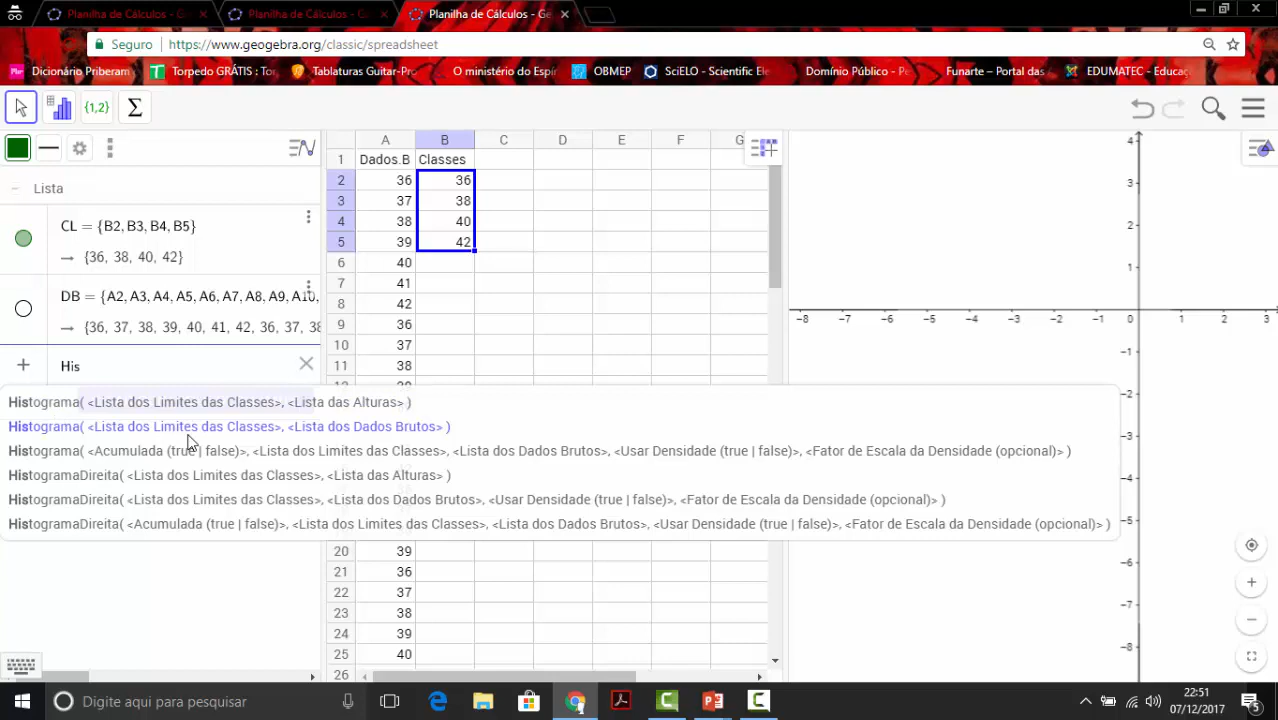 Planilha de Cálculos - Ge
Planilha de Cálculos - Ge
Planilha de Cálculos - Ge
Seguro
https://www.geogebra.org/classic/spreadsheet
Dicionário Priberam
Torpedo GRÁTIS : Tor
Tablaturas Guitar-Pro
O ministério do Espír
OBMEP
SciELO - Scientific Ele
Domínio Público - Pe
Funarte – Portal das
EDUMATEC - Educaç
{1,2}
Σ
A B C D E F G
1 Dados.B Classes
2 36 36
3 37 38
4 38 40
5 39 42
6 40
7 41
8 42
9 36
10 37
11 38
Lista
CL = {B2, B3, B4, B5}
→ {36, 38, 40, 42}
DB = {A2, A3, A4, A5, A6, A7, A8, A9, A10,
→ {36, 37, 38, 39, 40, 41, 42, 36, 37, 38
His
Histograma( <Lista dos Limites das Classes>, <Lista das Alturas> )
Histograma( <Lista dos Limites das Classes>, <Lista dos Dados Brutos> )
Histograma( <Acumulada (true | false)>, <Lista dos Limites das Classes>, <Lista dos Dados Brutos>, <Usar Densidade (true | false)>, <Fator de Escala da Densidade (opcional)> )
HistogramaDireita( <Lista dos Limites das Classes>, <Lista das Alturas> )
HistogramaDireita( <Lista dos Limites das Classes>, <Lista dos Dados Brutos>, <Usar Densidade (true | false)>, <Fator de Escala da Densidade (opcional)> )
HistogramaDireita( <Acumulada (true | false)>, <Lista dos Limites das Classes>, <Lista dos Dados Brutos>, <Usar Densidade (true | false)>, <Fator de Escala da Densidade (opcional)> )
20 39
21 36
22 37
23 38
24 39
25 40
26
4
3
2
1
−8 −7 −6 −5 −4 −3 −2 −1 0 1 2 3
−1
−2
−3
−4
−5
−6
−7
−8
Digite aqui para pesquisar
22:51
07/12/2017
5